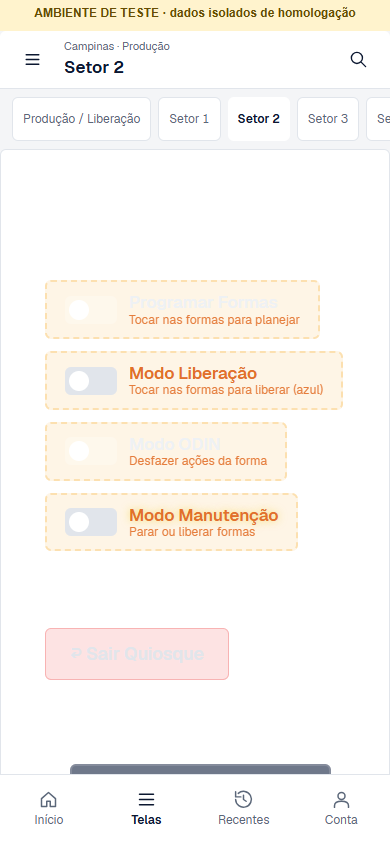 AMBIENTE DE TESTE · dados isolados de homologação
Campinas · Produção
Setor 2
Produção / Liberação
Setor 1
Setor 2
Setor 3
Se
Programar Formas
Tocar nas formas para planejar
Modo Liberação
Tocar nas formas para liberar (azul)
Modo ODIN
Desfazer ações da forma
Modo Manutenção
Parar ou liberar formas
Sair Quiosque
Início
Telas
Recentes
Conta